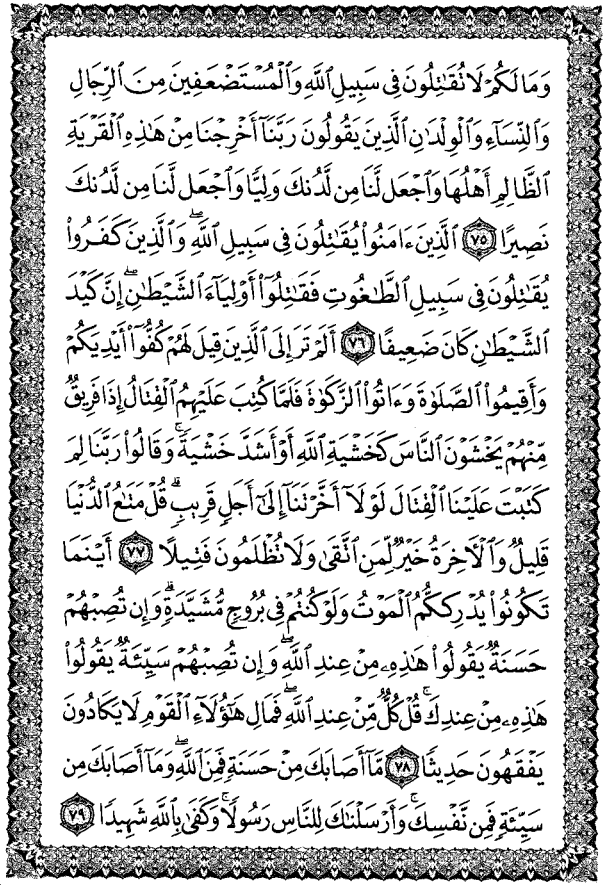 وَمَا لَكُمْ لَا تُقَـٰتِلُونَ فِى سَبِيلِ ٱللَّهِ وَٱلْمُسْتَضْعَفِينَ مِنَ ٱلرِّجَالِ
وَٱلنِّسَآءِ وَٱلْوِلْدَٰنِ ٱلَّذِينَ يَقُولُونَ رَبَّنَآ أَخْرِجْنَا مِنْ هَـٰذِهِ ٱلْقَرْيَةِ
ٱلظَّالِمِ أَهْلُهَا وَٱجْعَل لَّنَا مِن لَّدُنكَ وَلِيًّا وَٱجْعَل لَّنَا مِن لَّدُنكَ
نَصِيرًا ٧٥ ٱلَّذِينَ ءَامَنُوا۟ يُقَـٰتِلُونَ فِى سَبِيلِ ٱللَّهِ ۖ وَٱلَّذِينَ كَفَرُوا۟
يُقَـٰتِلُونَ فِى سَبِيلِ ٱلطَّـٰغُوتِ فَقَـٰتِلُوٓا۟ أَوْلِيَآءَ ٱلشَّيْطَـٰنِ ۖ إِنَّ كَيْدَ
ٱلشَّيْطَـٰنِ كَانَ ضَعِيفًا ٧٦ أَلَمْ تَرَ إِلَى ٱلَّذِينَ قِيلَ لَهُمْ كُفُّوٓا۟ أَيْدِيَكُمْ
وَأَقِيمُوا۟ ٱلصَّلَوٰةَ وَءَاتُوا۟ ٱلزَّكَوٰةَ فَلَمَّا كُتِبَ عَلَيْهِمُ ٱلْقِتَالُ إِذَا فَرِيقٌ
مِّنْهُمْ يَخْشَوْنَ ٱلنَّاسَ كَخَشْيَةِ ٱللَّهِ أَوْ أَشَدَّ خَشْيَةً ۚ وَقَالُوا۟ رَبَّنَا لِمَ
كَتَبْتَ عَلَيْنَا ٱلْقِتَالَ لَوْلَآ أَخَّرْتَنَآ إِلَىٰٓ أَجَلٍ قَرِيبٍ ۗ قُلْ مَتَـٰعُ ٱلدُّنْيَا
قَلِيلٌ وَٱلْـَٔاخِرَةُ خَيْرٌ لِّمَنِ ٱتَّقَىٰ وَلَا تُظْلَمُونَ فَتِيلًا ٧٧ أَيْنَمَا
تَكُونُوا۟ يُدْرِككُّمُ ٱلْمَوْتُ وَلَوْ كُنتُمْ فِى بُرُوجٍ مُّشَيَّدَةٍ ۗ وَإِن تُصِبْهُمْ
حَسَنَةٌ يَقُولُوا۟ هَـٰذِهِۦ مِنْ عِندِ ٱللَّهِ ۖ وَإِن تُصِبْهُمْ سَيِّئَةٌ يَقُولُوا۟
هَـٰذِهِۦ مِنْ عِندِكَ ۚ قُلْ كُلٌّ مِّنْ عِندِ ٱللَّهِ ۖ فَمَالِ هَـٰٓؤُلَآءِ ٱلْقَوْمِ لَا يَكَادُونَ
يَفْقَهُونَ حَدِيثًا ٧٨ مَّآ أَصَابَكَ مِنْ حَسَنَةٍ فَمِنَ ٱللَّهِ ۖ وَمَآ أَصَابَكَ مِن
سَيِّئَةٍ فَمِن نَّفْسِكَ ۚ وَأَرْسَلْنَـٰكَ لِلنَّاسِ رَسُولًا ۚ وَكَفَىٰ بِٱللَّهِ شَهِيدًا ٧٩